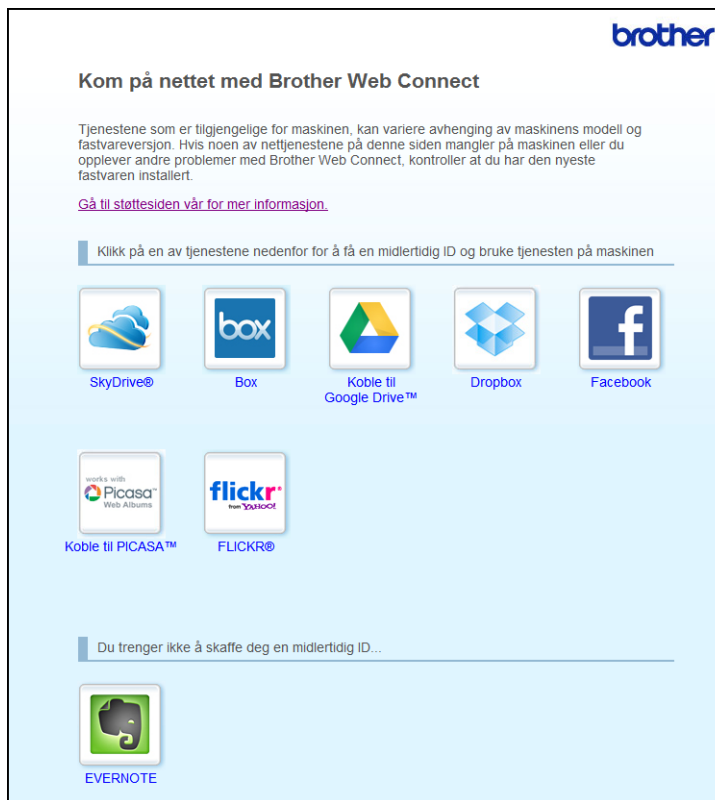 brother
Kom på nettet med Brother Web Connect
Tjenestene som er tilgjengelige for maskinen, kan variere avhenging av maskinens modell og
fastvareversjon. Hvis noen av nettjenestene på denne siden mangler på maskinen eller du
opplever andre problemer med Brother Web Connect, kontroller at du har den nyeste
fastvaren installert.
Gå til støttesiden vår for mer informasjon.
Klikk på en av tjenestene nedenfor for å få en midlertidig ID og bruke tjenesten på maskinen
box
f
SkyDrive®
Box
Koble til
Google Drive™
Dropbox
Facebook
works with
Picasa™
Web Albums
flickr®
from YAHOO!
Koble til PICASA™
FLICKR®
Du trenger ikke å skaffe deg en midlertidig ID...
EVERNOTE